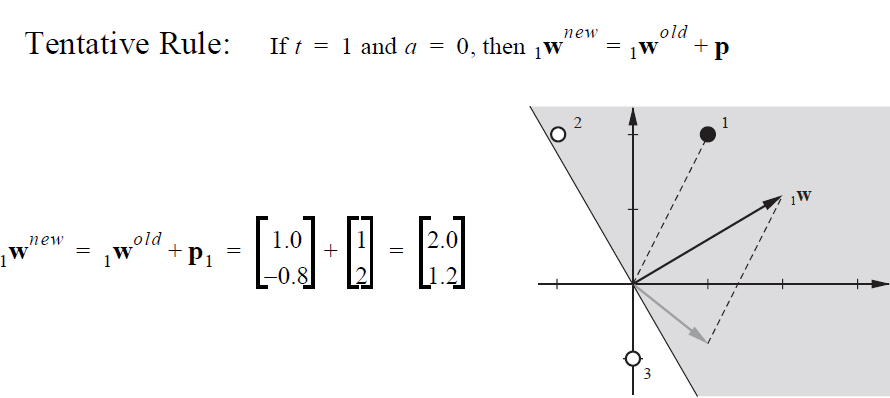 Tentative Rule: If t = 1 and a = 0, then ₁w^new = ₁w^old + p
2
1
₁w
₁w^new = ₁w^old + p₁ = [1.0 -0.8] + [1 2] = [2.0 1.2]
3